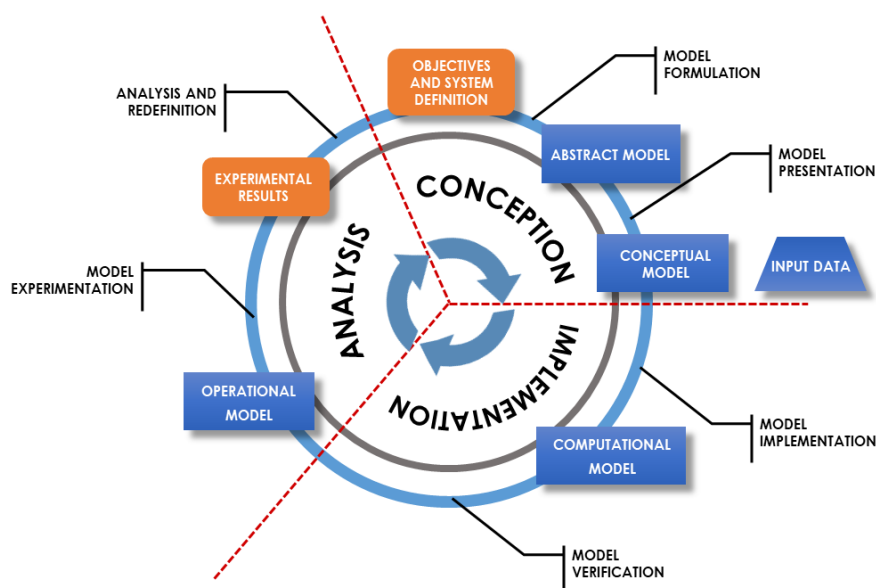 OBJECTIVES
AND SYSTEM
DEFINITION
MODEL
FORMULATION
ANALYSIS AND
REDEFINITION
ABSTRACT MODEL
MODEL
PRESENTATION
EXPERIMENTAL
RESULTS
CONCEPTION
CONCEPTUAL
MODEL
INPUT DATA
MODEL
EXPERIMENTATION
ANALYSIS
IMPLEMENTATION
OPERATIONAL
MODEL
MODEL
IMPLEMENTATION
COMPUTATIONAL
MODEL
MODEL
VERIFICATION